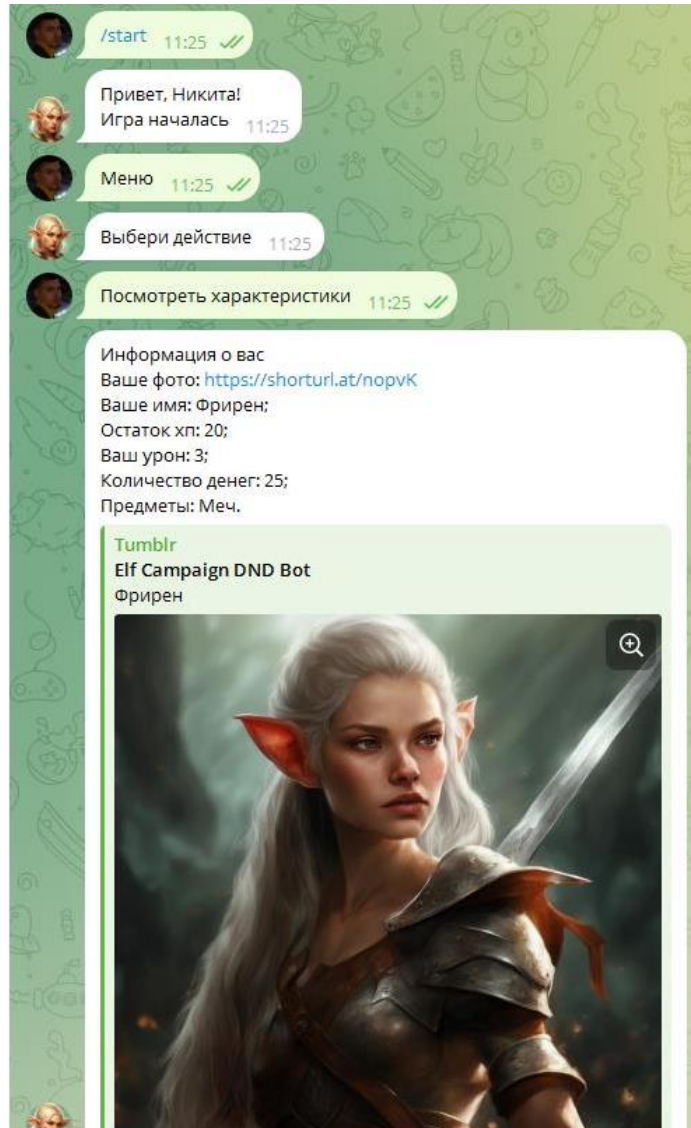 /start 11:25
Привет, Никита!
Игра началась 11:25
Меню 11:25
Выбери действие 11:25
Посмотреть характеристики 11:25
Информация о вас
Ваше фото: https://shorturl.at/nopvK
Ваше имя: Фрирен;
Остаток хп: 20;
Ваш урон: 3;
Количество денег: 25;
Предметы: Меч.
Tumblr
Elf Campaign DND Bot
Фрирен